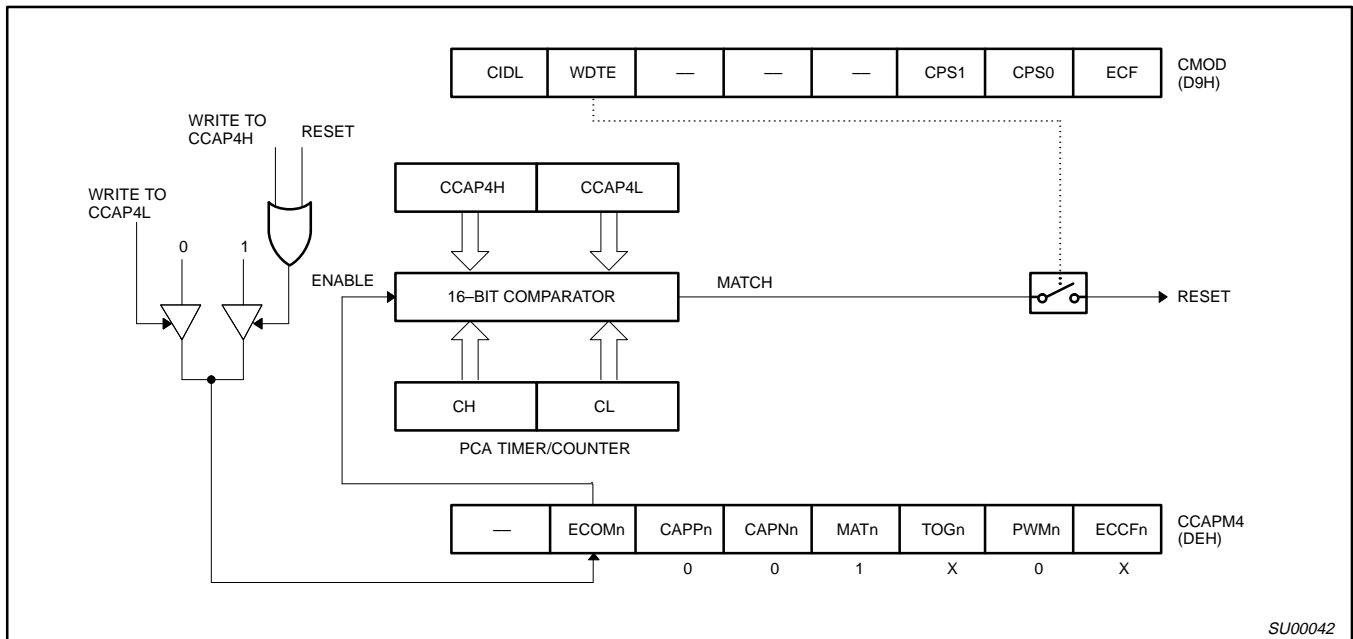 CIDL WDTE — — — CPS1 CPS0 ECF
CMOD
(D9H)
WRITE TO
CCAP4H
RESET
WRITE TO
CCAP4L
0
1
CCAP4H CCAP4L
ENABLE
16–BIT COMPARATOR
MATCH
RESET
CH CL
PCA TIMER/COUNTER
— ECOMn CAPPn CAPNn MATn TOGn PWMn ECCFn
CCAPM4
(DEH)
0 0 1 X 0 X
SU00042